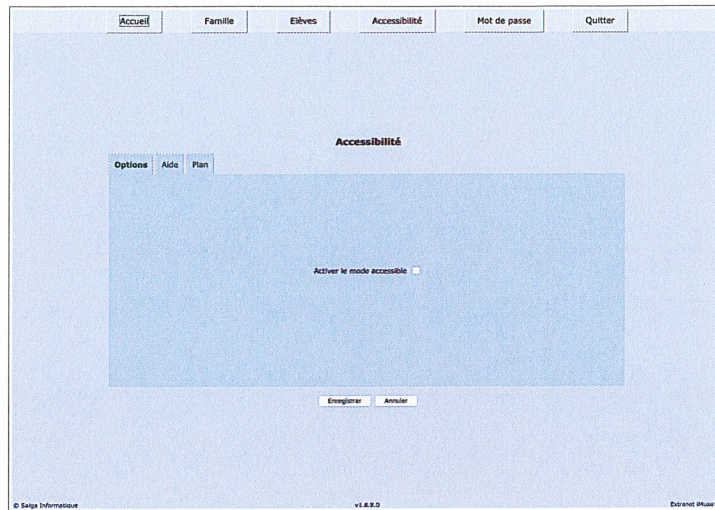 Accueil Famille Elèves Accessibilité Mot de passe Quitter
Accessibilité
Options Aide Plan
Activer le mode accessible
Enregistrer Annuler
© Saiga Informatique v1.6.9.0 Extranet iMuse